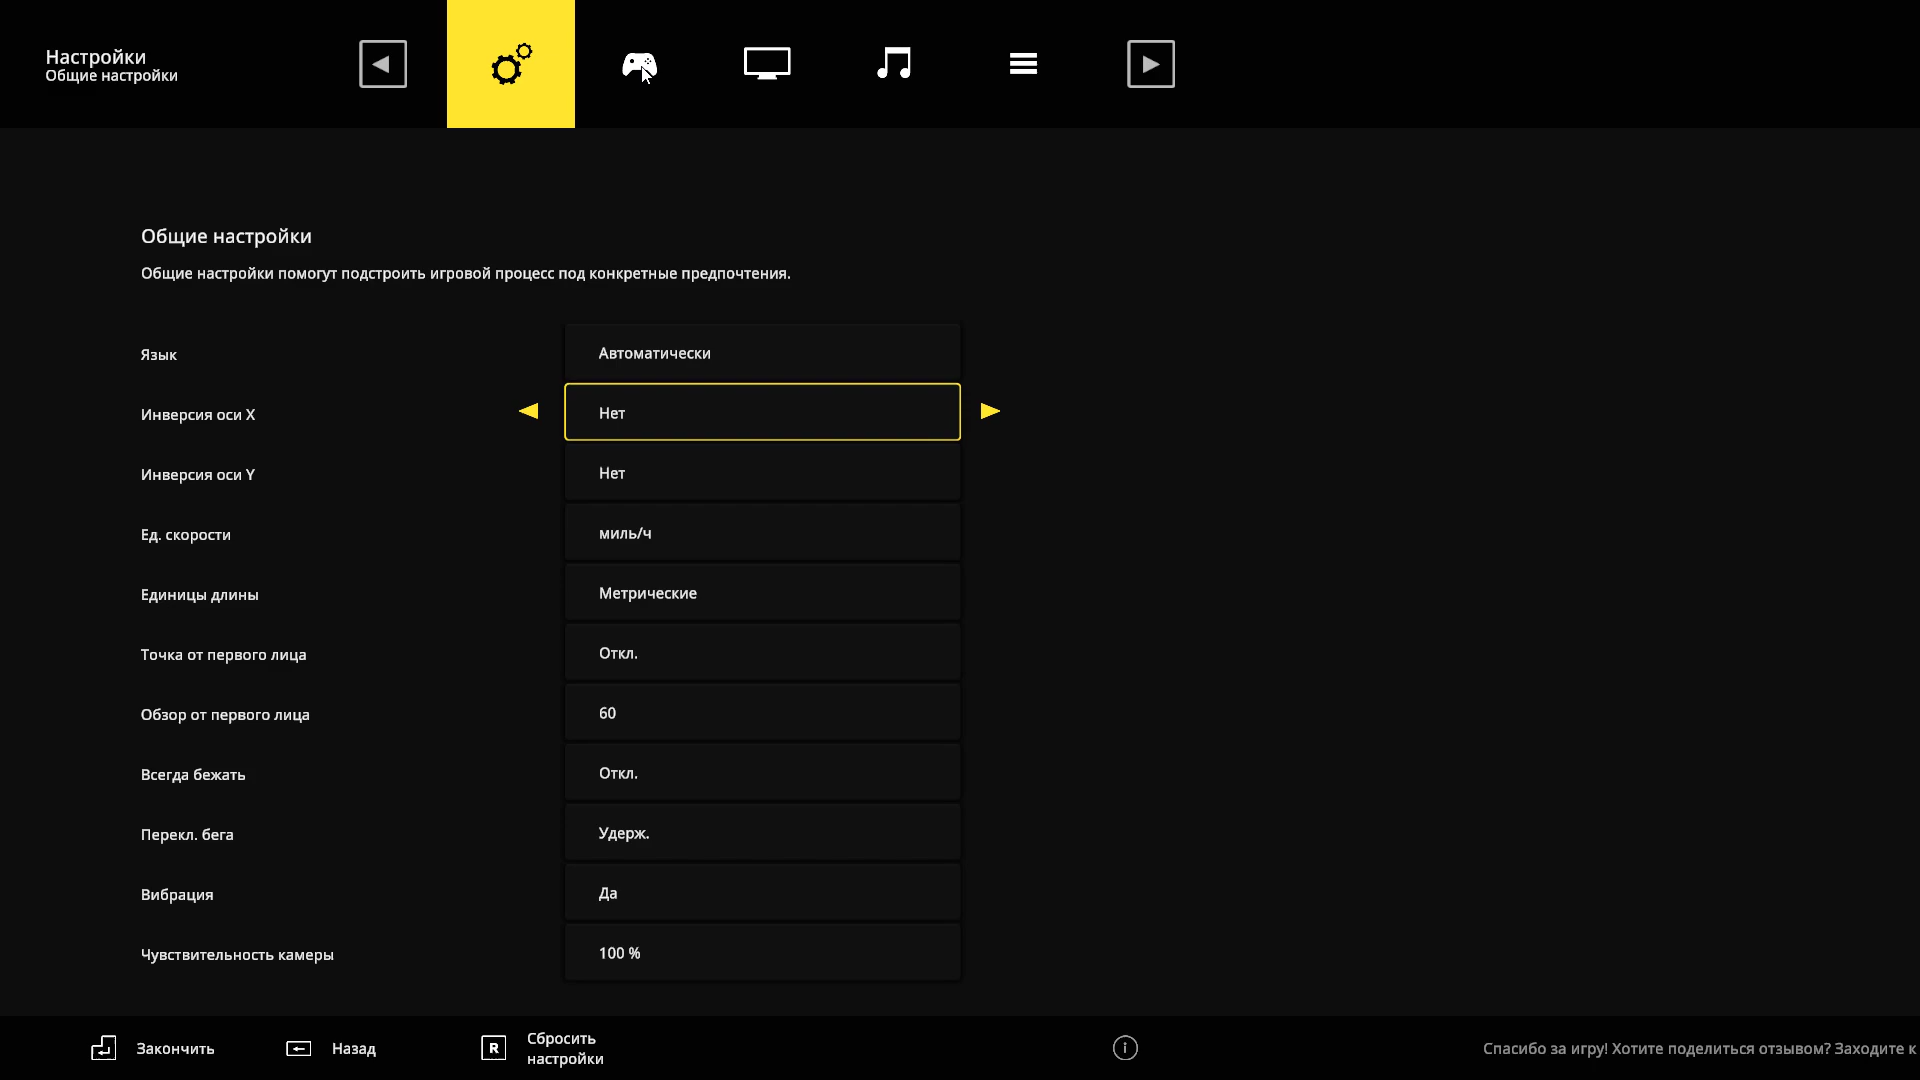 Настройки
Общие настройки
Общие настройки
Общие настройки помогут подстроить игровой процесс под конкретные предпочтения.
Язык
Автоматически
Инверсия оси X
Нет
Инверсия оси Y
Нет
Ед. скорости
миль/ч
Единицы длины
Метрические
Точка от первого лица
Откл.
Обзор от первого лица
60
Всегда бежать
Откл.
Перекл. бега
Удерж.
Вибрация
Да
Чувствительность камеры
100 %
Закончить
Назад
R
Сбросить
настройки
Спасибо за игру! Хотите поделиться отзывом? Заходите к